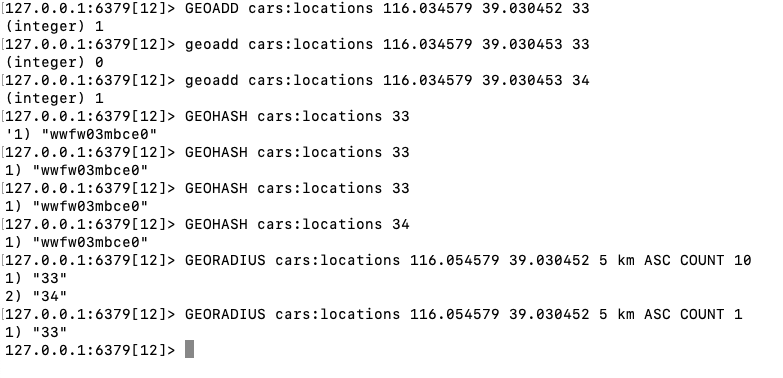 [127.0.0.1:6379[12]> GEOADD cars:locations 116.034579 39.030452 33
(integer) 1
[127.0.0.1:6379[12]> geoadd cars:locations 116.034579 39.030453 33
(integer) 0
[127.0.0.1:6379[12]> geoadd cars:locations 116.034579 39.030453 34
(integer) 1
[127.0.0.1:6379[12]> GEOHASH cars:locations 33
'1) "wwfw03mbce0"
[127.0.0.1:6379[12]> GEOHASH cars:locations 33
1) "wwfw03mbce0"
[127.0.0.1:6379[12]> GEOHASH cars:locations 33
1) "wwfw03mbce0"
[127.0.0.1:6379[12]> GEOHASH cars:locations 34
1) "wwfw03mbce0"
[127.0.0.1:6379[12]> GEORADIUS cars:locations 116.054579 39.030452 5 km ASC COUNT 10
1) "33"
2) "34"
[127.0.0.1:6379[12]> GEORADIUS cars:locations 116.054579 39.030452 5 km ASC COUNT 1
1) "33"
127.0.0.1:6379[12]>